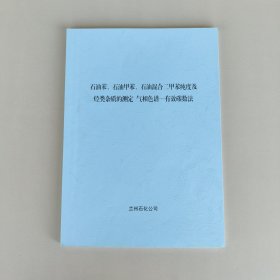 石油苯、石油甲苯、石油混合二甲苯纯度及
烃类杂质的测定 气相色谱—有效碳数法
兰州石化公司